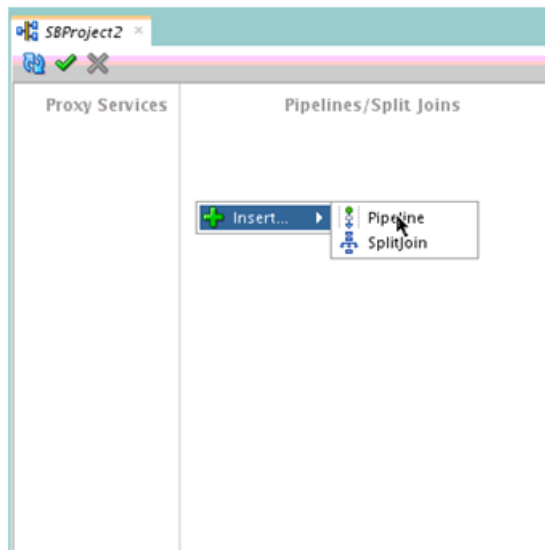 SBProject2
Proxy Services
Pipelines/Split Joins
Insert...
Pipeline
SplitJoin